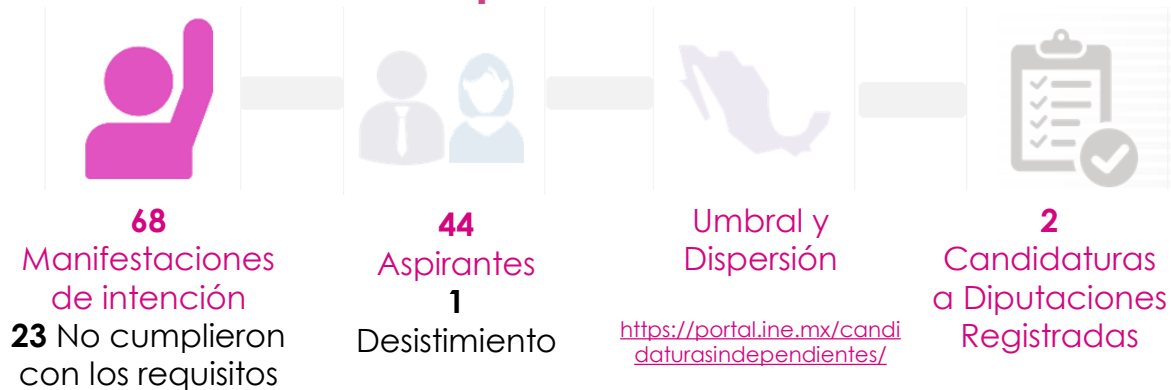 68
Manifestaciones
de intención
23 No cumplieron
con los requisitos
44
Aspirantes
1
Desistimiento
Umbral y
Dispersión
https://portal.ine.mx/candi
daturasindependientes/
2
Candidaturas
a Diputaciones
Registradas